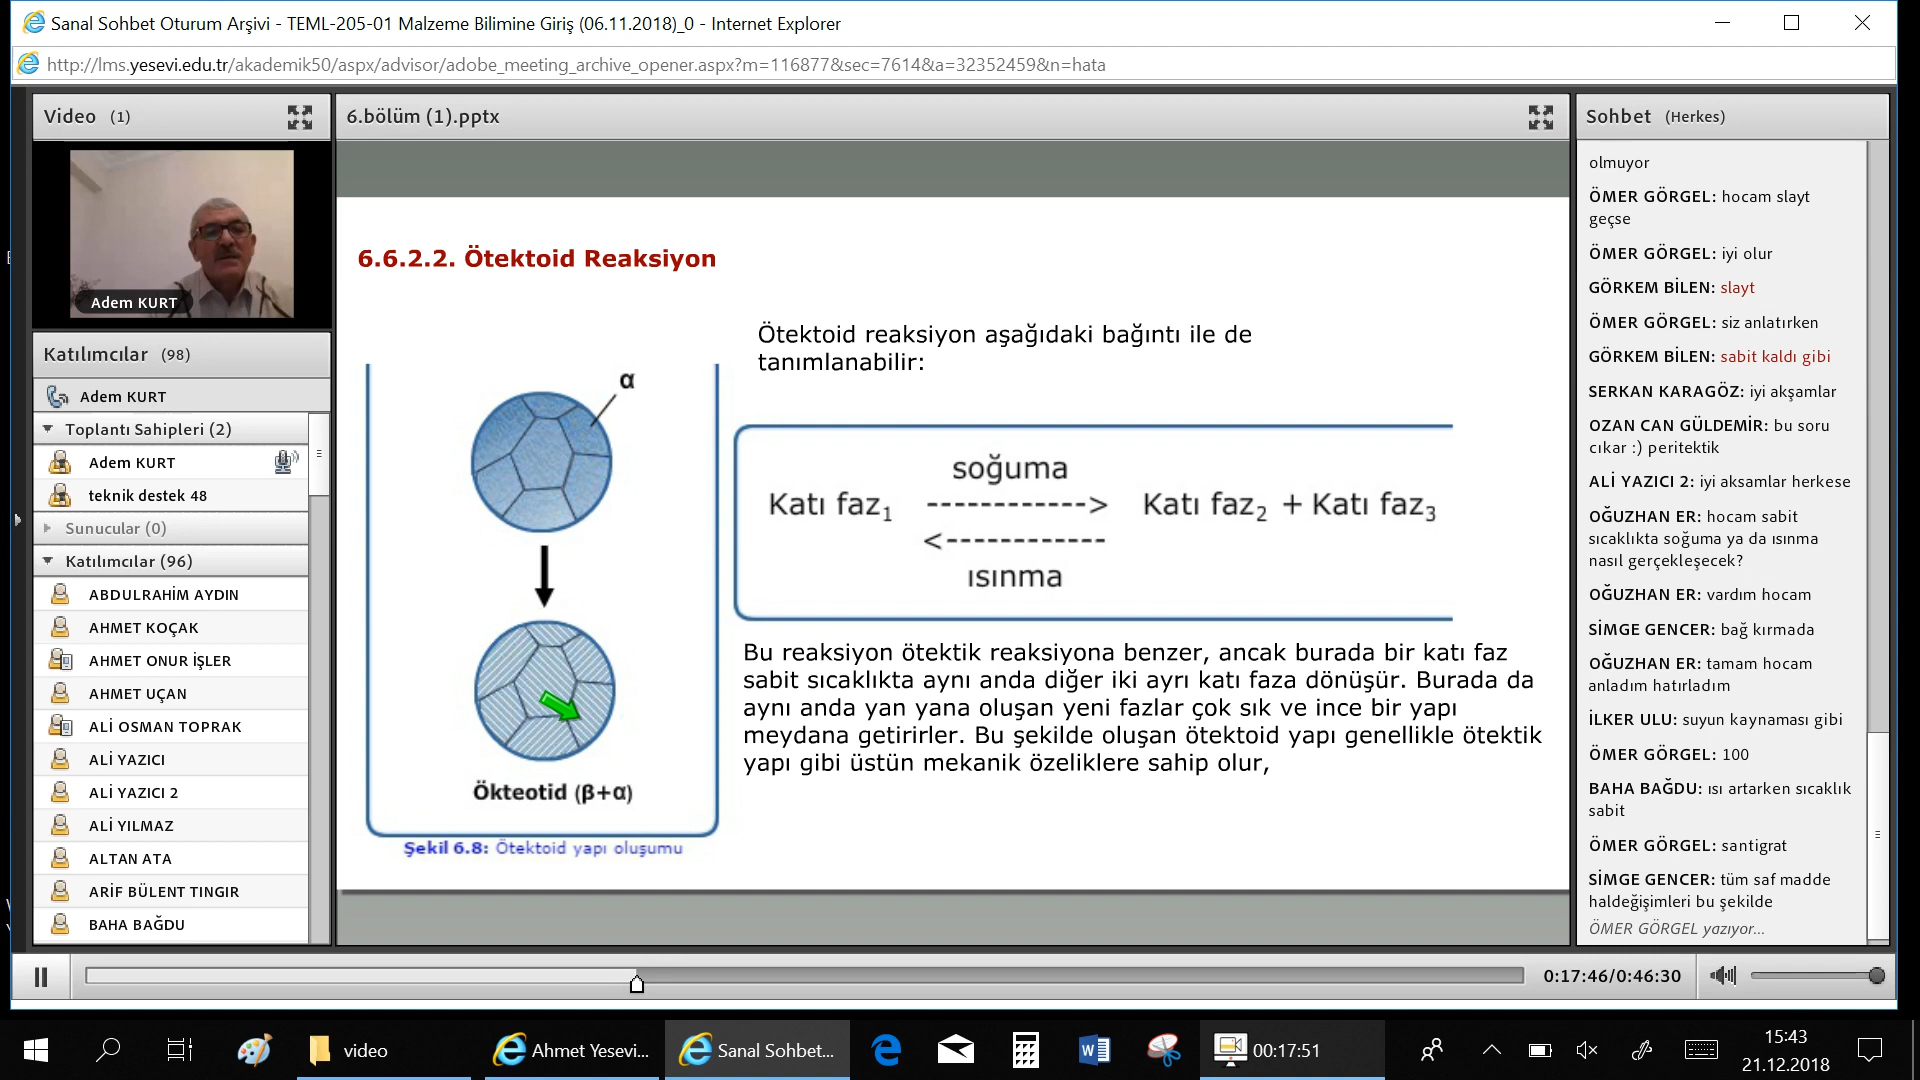 Sanal Sohbet Oturum Arşivi - TEML-205-01 Malzeme Bilimine Giriş (06.11.2018)_0 - Internet Explorer
http://lms.yesevi.edu.tr/akademik50/aspx/advisor/adobe_meeting_archive_opener.aspx?m=116877&sec=7614&a=32352459&n=hata
Video (1)
Adem KURT
Katılımcılar (98)
Adem KURT
Toplantı Sahipleri (2)
Adem KURT
teknik destek 48
Sunucular (0)
Katılımcılar (96)
ABDULRAHİM AYDIN
AHMET KOÇAK
AHMET ONUR İŞLER
AHMET UÇAN
ALİ OSMAN TOPRAK
ALİ YAZICI
ALİ YAZICI 2
ALİ YILMAZ
ALTAN ATA
ARİF BÜLENT TINGIR
BAHA BAĞDU
6.bölüm (1).pptx
6.6.2.2. Ötektoid Reaksiyon
Ötektoid reaksiyon aşağıdaki bağıntı ile de
tanımlanabilir:
α
Ökteotid (β+α)
Şekil 6.8: Ötektoid yapı oluşumu
soğuma
Katı faz₁ ------------> Katı faz₂ + Katı faz₃
<------------
ısınma
Bu reaksiyon ötektik reaksiyona benzer, ancak burada bir katı faz
sabit sıcaklıkta aynı anda diğer iki ayrı katı faza dönüşür. Burada da
aynı anda yan yana oluşan yeni fazlar çok sık ve ince bir yapı
meydana getirirler. Bu şekilde oluşan ötektoid yapı genellikle ötektik
yapı gibi üstün mekanik özeliklere sahip olur,
Sohbet (Herkes)
olmuyor
ÖMER GÖRGEL: hocam slayt
geçse
ÖMER GÖRGEL: iyi olur
GÖRKEM BİLEN: slayt
ÖMER GÖRGEL: siz anlatırken
GÖRKEM BİLEN: sabit kaldı gibi
SERKAN KARAGÖZ: iyi akşamlar
OZAN CAN GÜLDEMİR: bu soru
cıkar :) peritektik
ALİ YAZICI 2: iyi aksamlar herkese
OĞUZHAN ER: hocam sabit
sıcaklıkta soğuma ya da ısınma
nasıl gerçekleşecek?
OĞUZHAN ER: vardım hocam
SİMGE GENCER: bağ kırmada
OĞUZHAN ER: tamam hocam
anladım hatırladım
İLKER ULU: suyun kaynaması gibi
ÖMER GÖRGEL: 100
BAHA BAĞDU: ısı artarken sıcaklık
sabit
ÖMER GÖRGEL: santigrat
SİMGE GENCER: tüm saf madde
haldeğişimleri bu şekilde
ÖMER GÖRGEL yazıyor...
0:17:46/0:46:30
video
Ahmet Yesevi...
Sanal Sohbet...
00:17:51
15:43
21.12.2018